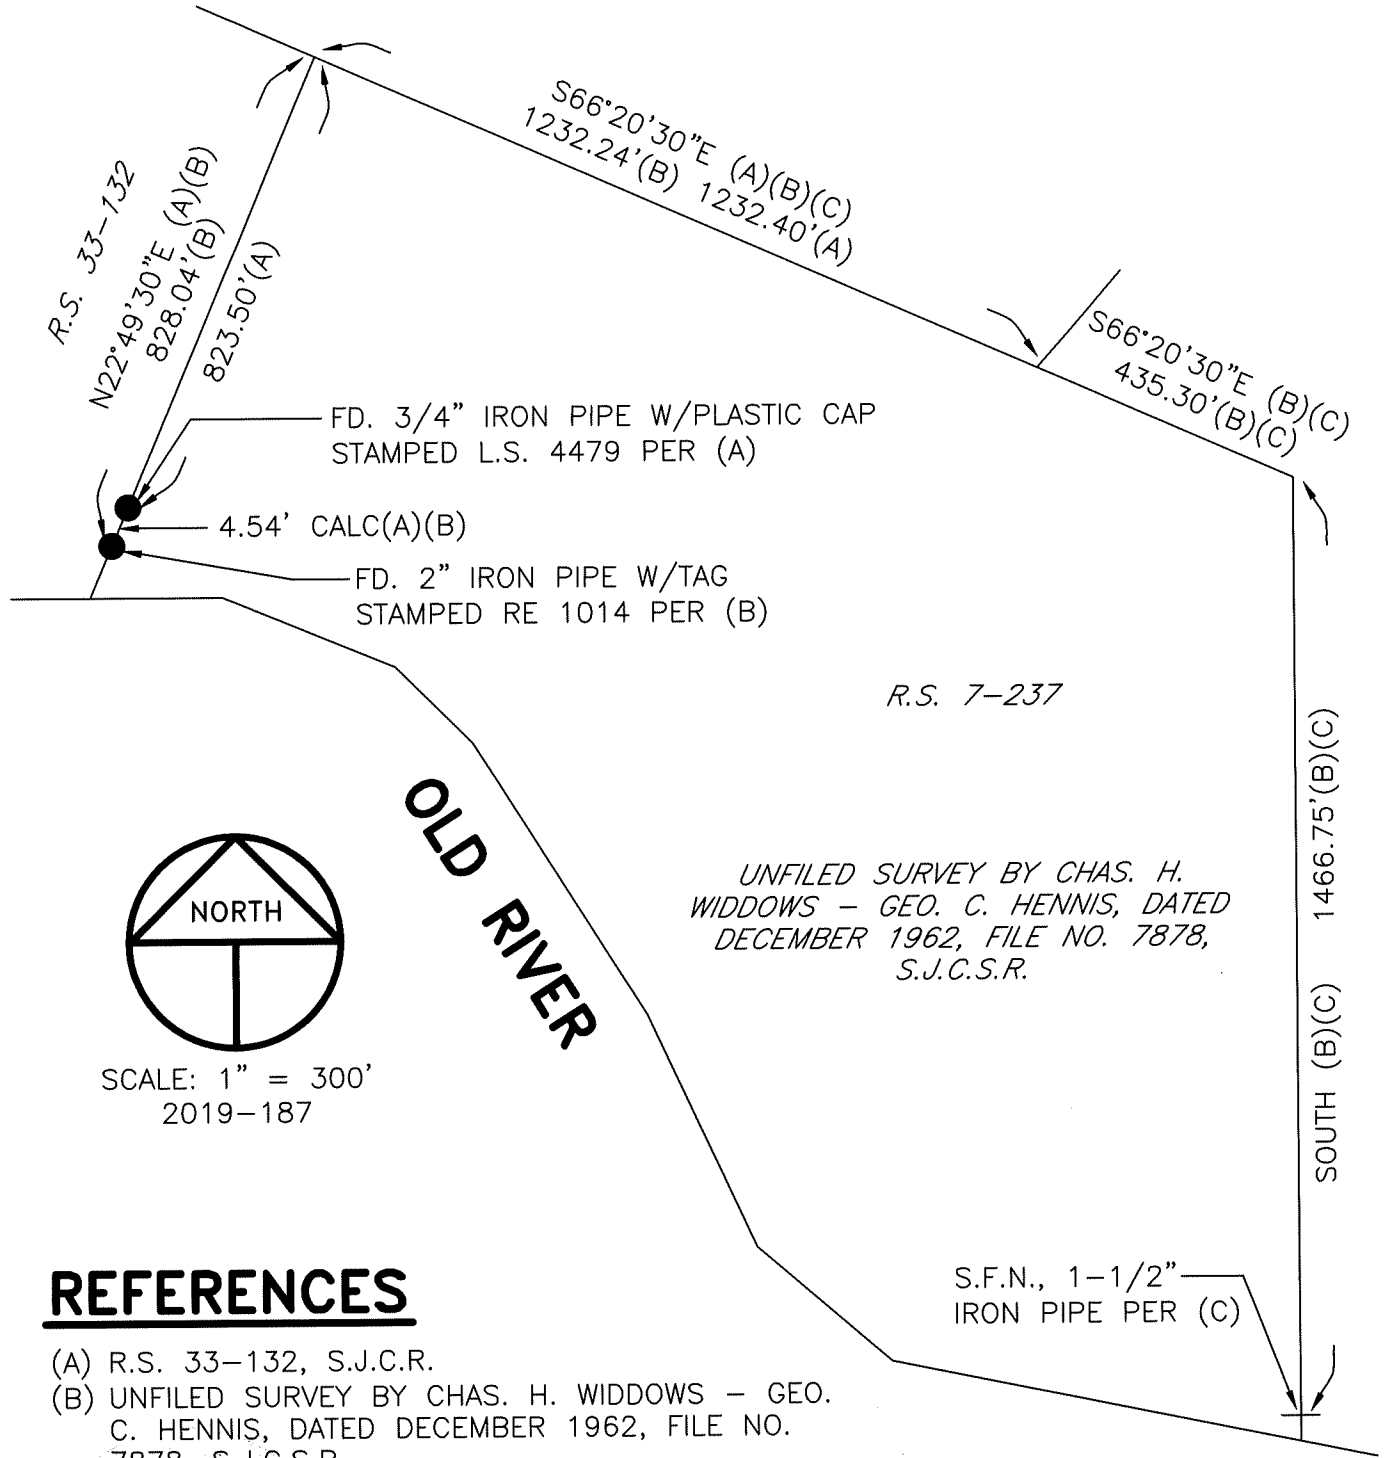 S66°20'30"E (A)(B)(C)
1232.24'(B) 1232.40'(A)
R.S. 33-132
N22°49'30"E (A)(B)
828.04'(B)
823.50'(A)
S66°20'30"E (B)(C)
435.30'(B)(C)
FD. 3/4" IRON PIPE W/PLASTIC CAP
STAMPED L.S. 4479 PER (A)
4.54' CALC(A)(B)
FD. 2" IRON PIPE W/TAG
STAMPED RE 1014 PER (B)
R.S. 7-237
OLD RIVER
UNFILED SURVEY BY CHAS. H.
WIDDOWS - GEO. C. HENNIS, DATED
DECEMBER 1962, FILE NO. 7878,
S.J.C.S.R.
SOUTH (B)(C) 1466.75'(B)(C)
NORTH
SCALE: 1" = 300'
2019-187
S.F.N., 1-1/2"
IRON PIPE PER (C)
REFERENCES
(A) R.S. 33-132, S.J.C.R.
(B) UNFILED SURVEY BY CHAS. H. WIDDOWS - GEO.
C. HENNIS, DATED DECEMBER 1962, FILE NO.
7878, S.J.C.S.R.